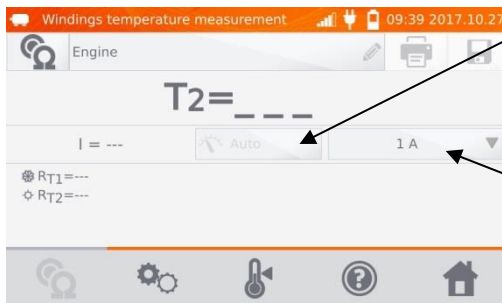 Windings temperature measurement 09:39 2017.10.27
Engine
T2=_ _ _
I = --- Auto 1 A
RT1=---
RT2=---
?